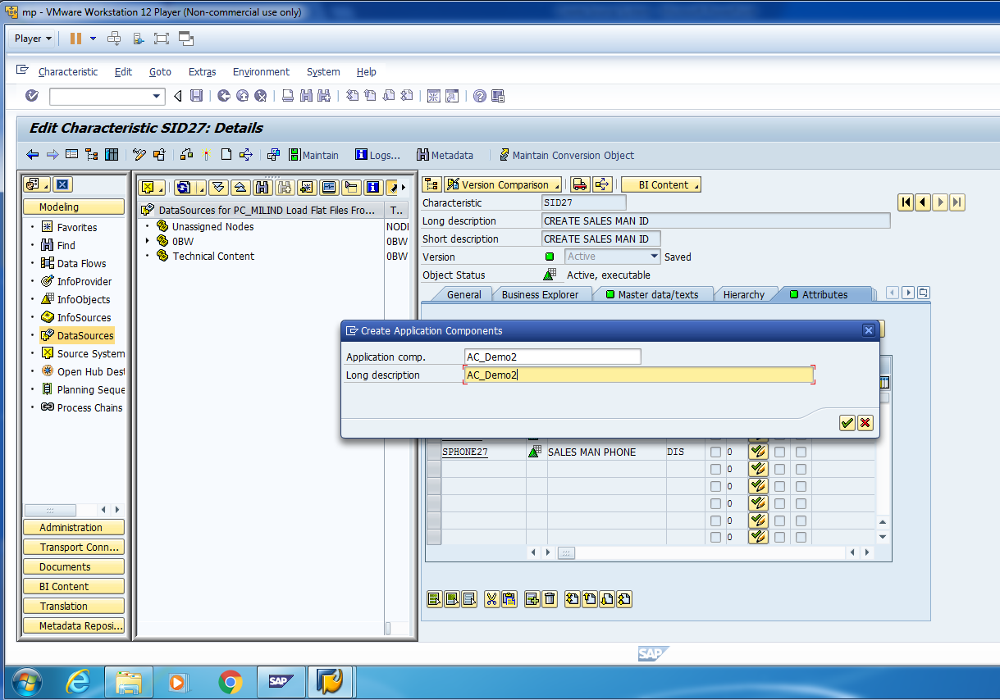 mp - VMware Workstation 12 Player (Non-commercial use only)
Player
Characteristic Edit Goto Extras Environment System Help
Edit Characteristic SID27: Details
Maintain Logs... Metadata Maintain Conversion Object
Modeling
Favorites
Find
Data Flows
InfoProvider
InfoObjects
InfoSources
DataSources
Source System
Open Hub Dest
Planning Seque
Process Chains
Administration
Transport Conn...
Documents
BI Content
Translation
Metadata Reposi...
DataSources for PC_MILIND Load Flat Files Fro... T..
Unassigned Nodes NODI
0BW 0BW
Technical Content 0BW
Version Comparison BI Content
Characteristic SID27
Long description CREATE SALES MAN ID
Short description CREATE SALES MAN ID
Version Active Saved
Object Status Active, executable
General Business Explorer Master data/texts Hierarchy Attributes
Create Application Components
Application comp. AC_Demo2
Long description AC_Demo2
SPHONE27 SALES MAN PHONE DIS 0
0
0
0
0
0
SAP
SAP